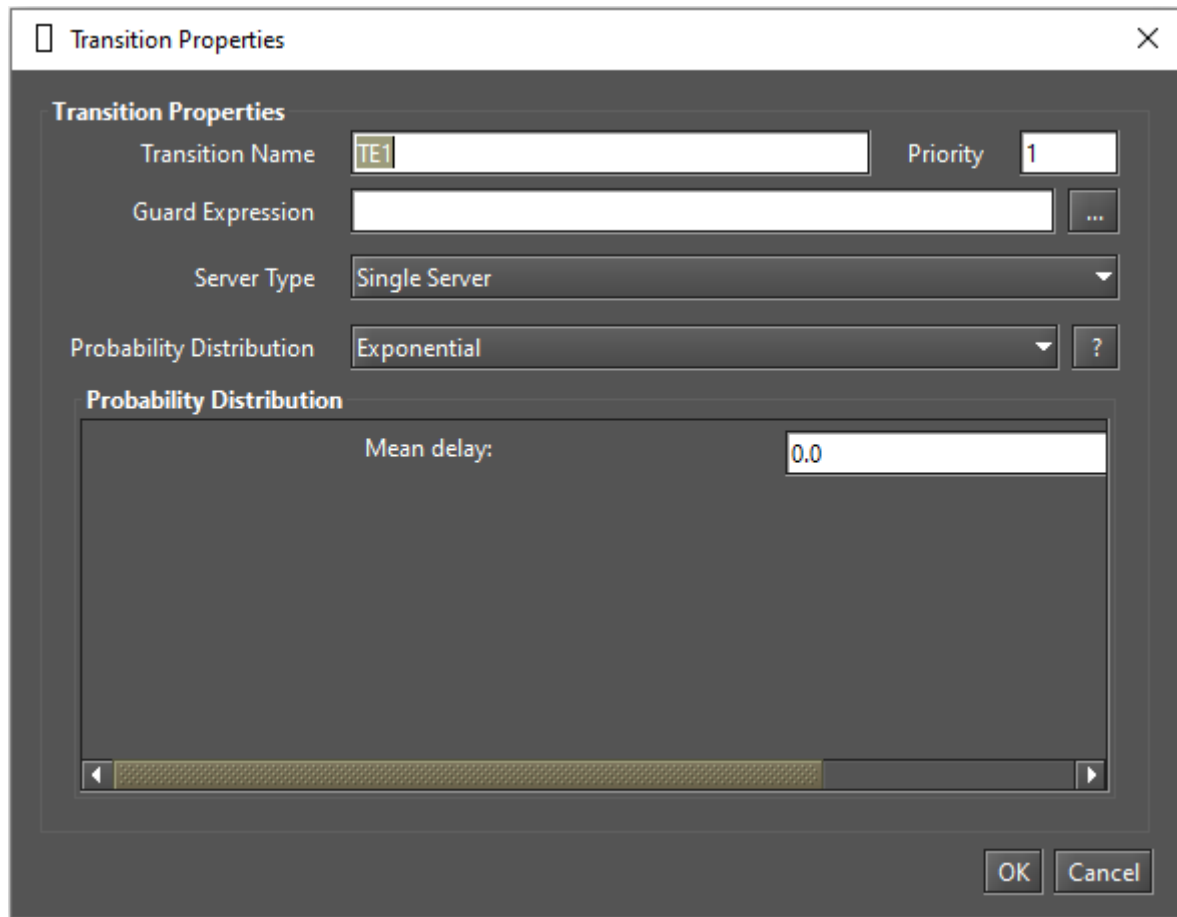 Transition Properties
Transition Properties
Transition Name TE1 Priority 1
Guard Expression ...
Server Type Single Server
Probability Distribution Exponential ?
Probability Distribution
Mean delay: 0.0
OK Cancel